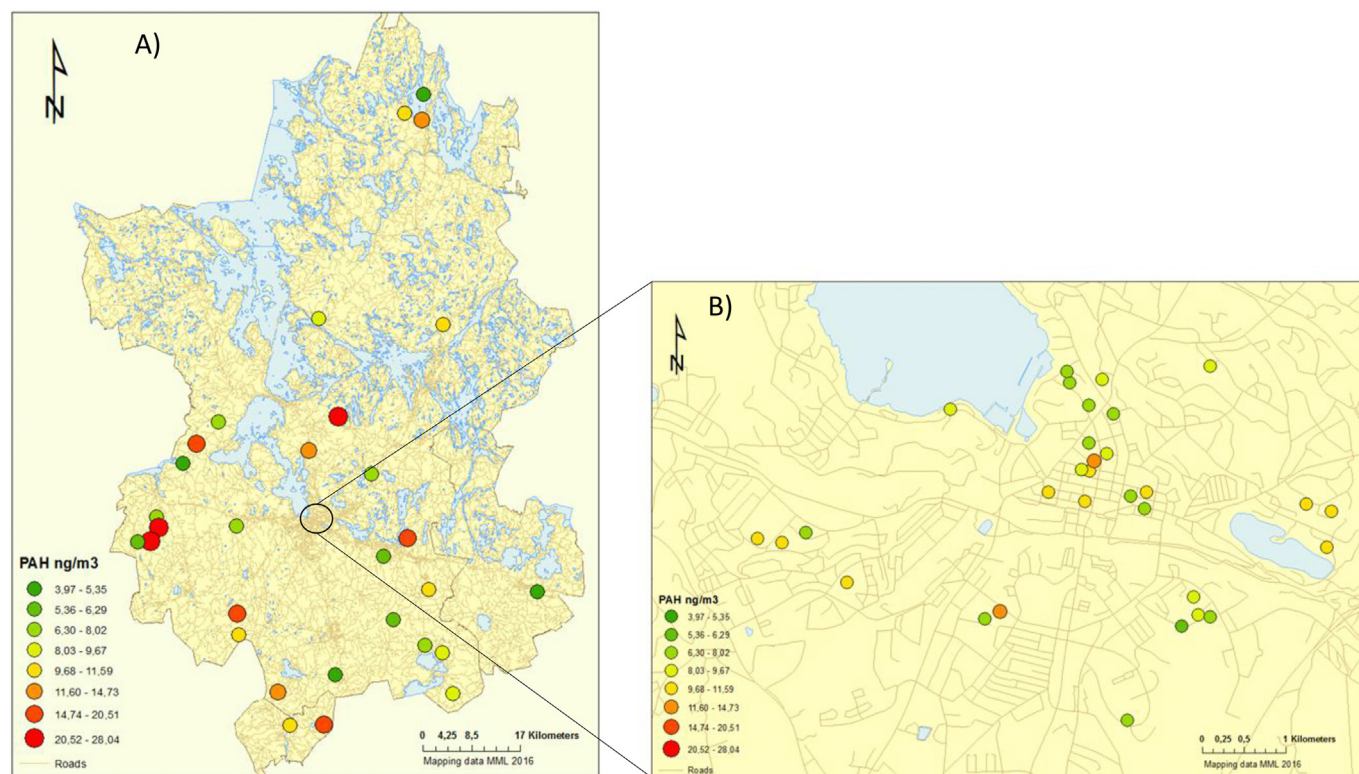 A)
N
PAH ng/m3
3,97 - 5,35
5,36 - 6,29
6,30 - 8,02
8,03 - 9,67
9,68 - 11,59
11,60 - 14,73
14,74 - 20,51
20,52 - 28,04
Roads
0 4,25 8,5 17 Kilometers
Mapping data MML 2016
B)
N
PAH ng/m3
3,97 - 5,35
5,36 - 6,29
6,30 - 8,02
8,03 - 9,67
9,68 - 11,59
11,60 - 14,73
14,74 - 20,51
20,52 - 28,04
Roads
0 0,25 0,5 1 Kilometers
Mapping data MML 2016